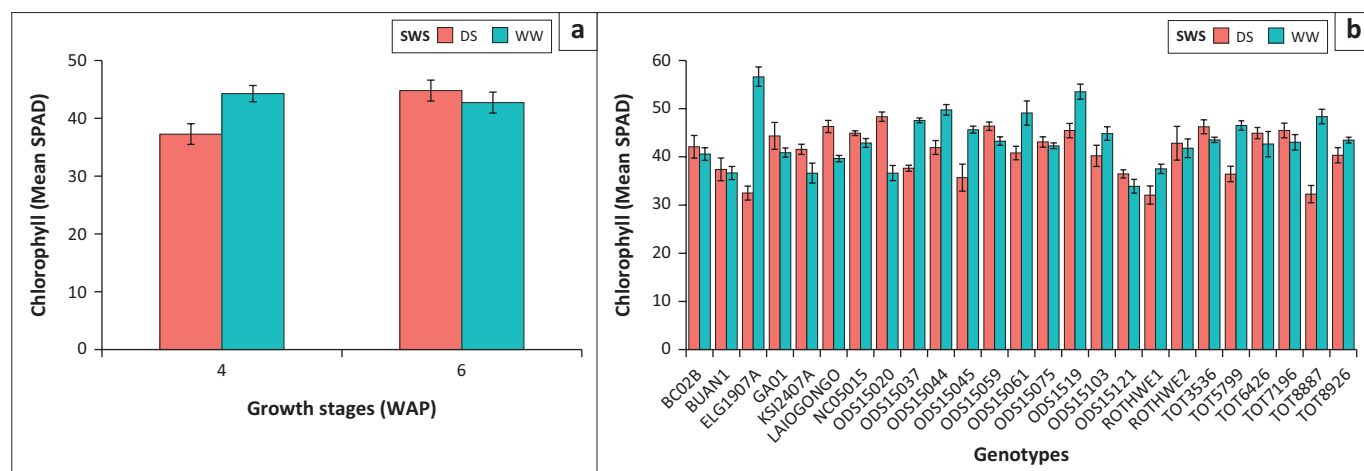 SWS DS WW
a
Chlorophyll (Mean SPAD)
50
40
30
20
10
0
4
6
Growth stages (WAP)
SWS DS WW
b
Chlorophyll (Mean SPAD)
60
50
40
30
20
10
0
BC02B
BUAN1
ELG1907A
GA01
KSI2407A
LAIOGONGO
NC05015
ODS15020
ODS15037
ODS15044
ODS15045
ODS15059
ODS15061
ODS15075
ODS1519
ODS15103
ODS15121
ROTHWE1
ROTHWE2
TOT3536
TOT5799
TOT6426
TOT7196
TOT8887
TOT8926
Genotypes